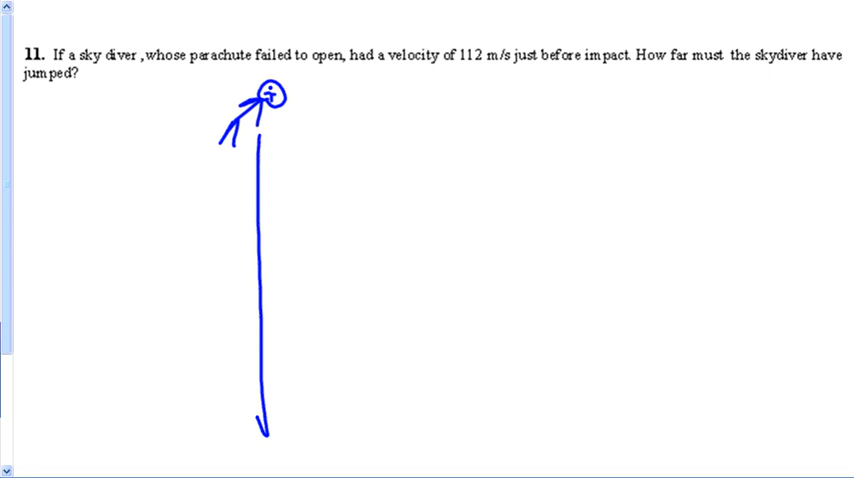 11. If a sky diver ,whose parachute failed to open, had a velocity of 112 m/s just before impact. How far must the skydiver have
jumped?